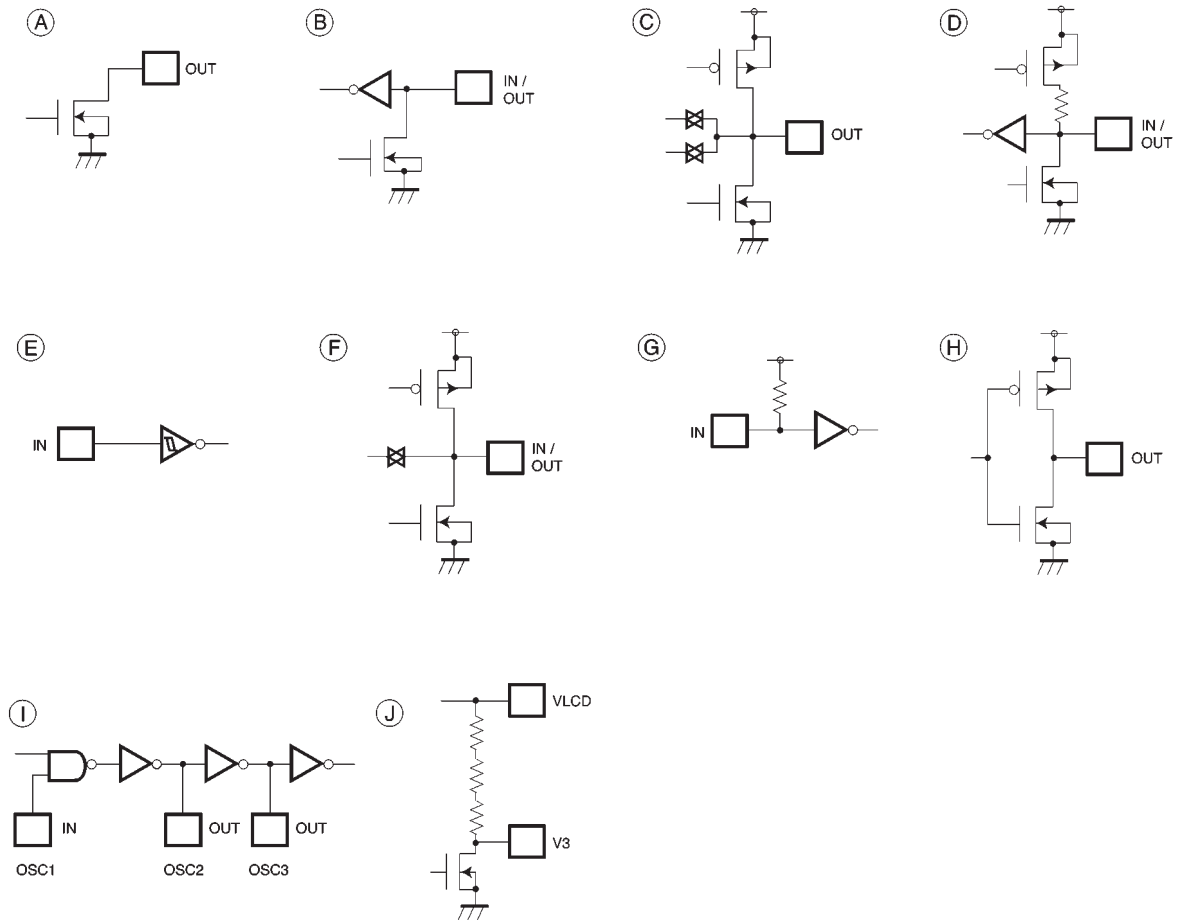 A
OUT
B
IN /
OUT
C
OUT
D
IN /
OUT
E
IN
F
IN /
OUT
G
IN
H
OUT
I
IN
OUT
OUT
OSC1
OSC2
OSC3
J
VLCD
V3